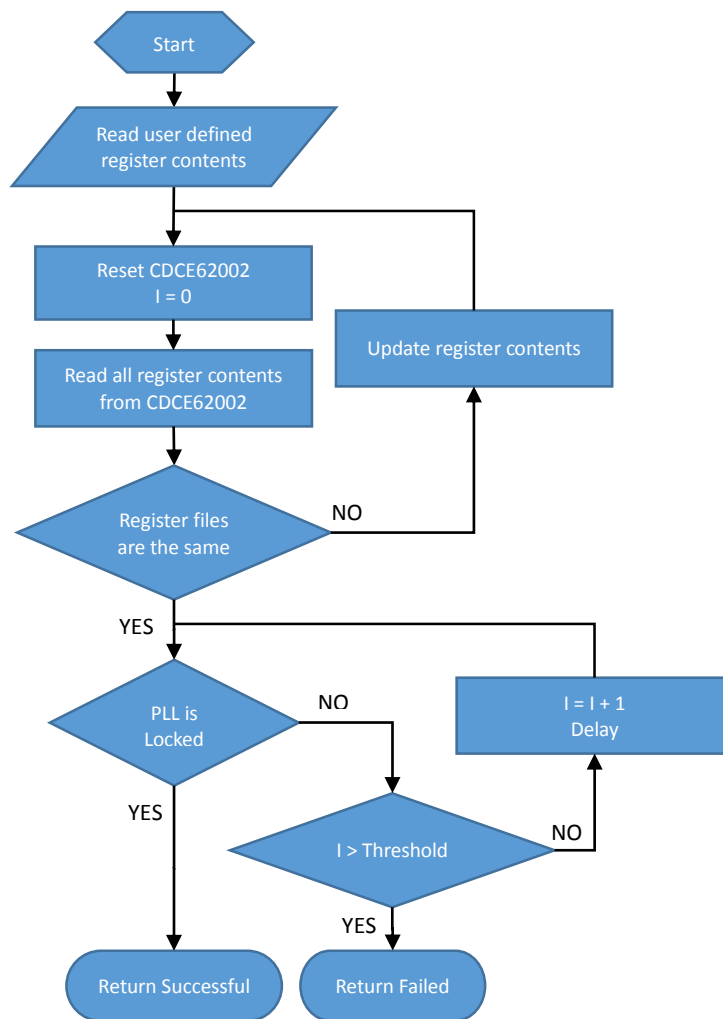 Start
Read user defined
register contents
Reset CDCE62002
I = 0
Update register contents
Read all register contents
from CDCE62002
Register files
are the same
NO
YES
PLL is
Locked
NO
I = I + 1
Delay
YES
I > Threshold
NO
YES
Return Successful
Return Failed